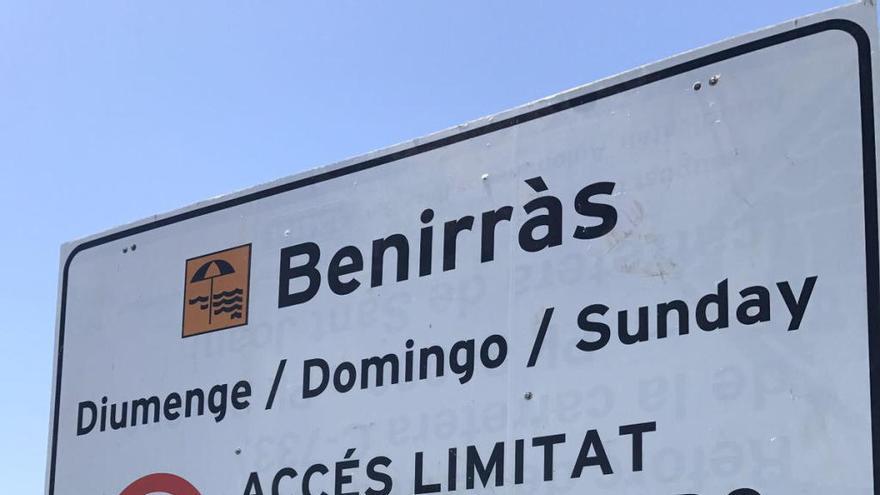 Benirràs
Diumenge / Domingo / Sunday
ACCÉS LIMITAT